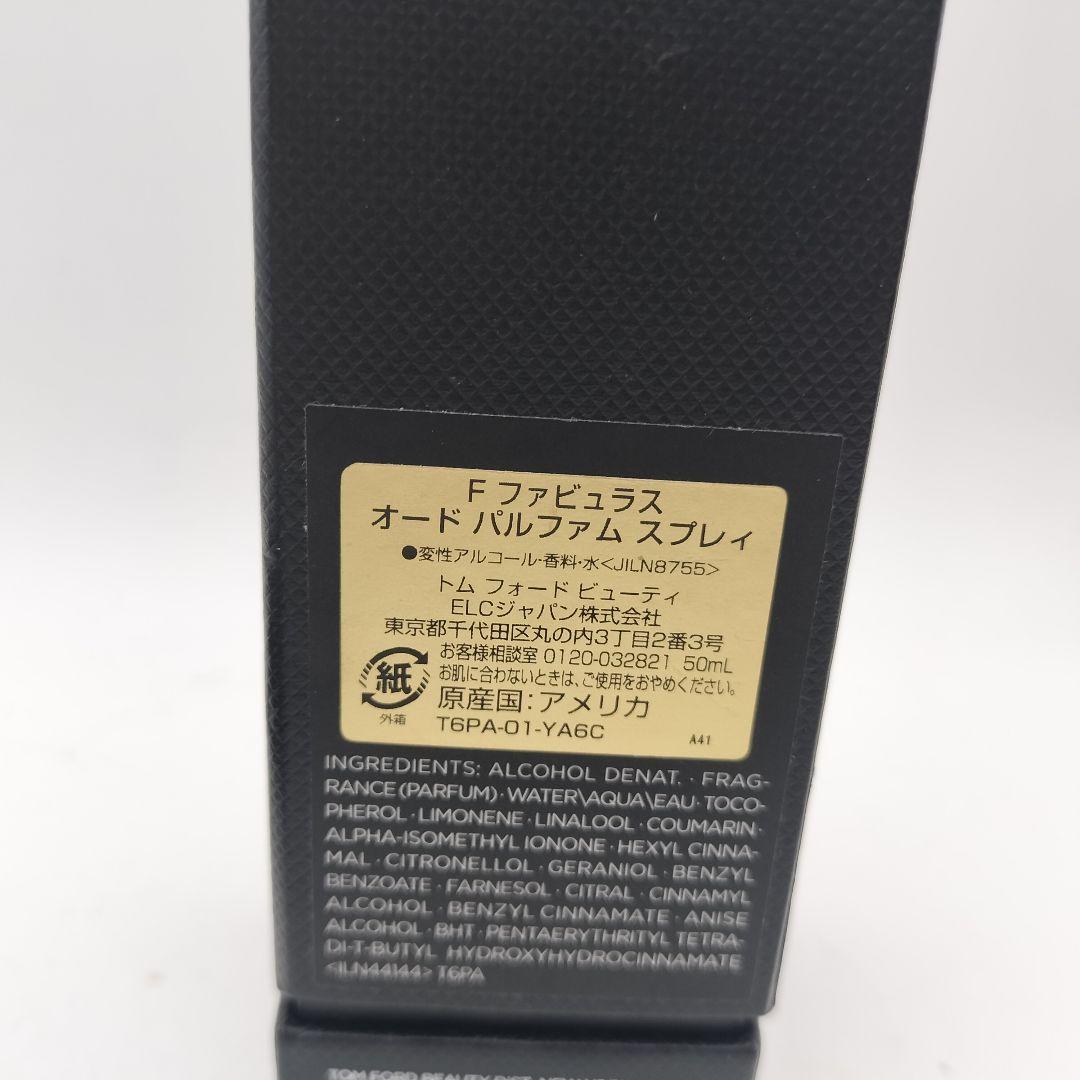 F ファビュラス
オード パルファム スプレィ
●変性アルコール・香料・水<JILN8755>
トム フォード ビューティ
ELCジャパン株式会社
東京都千代田区丸の内3丁目2番3号
お客様相談室 0120-032821 50mL
お肌に合わないときは、ご使用をおやめください。
紙
外箱
原産国:アメリカ
T6PA-01-YA6C
A41
INGREDIENTS: ALCOHOL DENAT. · FRAG-
RANCE (PARFUM) · WATER\AQUA\EAU · TOCO-
PHEROL · LIMONENE · LINALOOL · COUMARIN ·
ALPHA-ISOMETHYL IONONE · HEXYL CINNA-
MAL · CITRONELLOL · GERANIOL · BENZYL
BENZOATE · FARNESOL · CITRAL · CINNAMYL
ALCOHOL · BENZYL CINNAMATE · ANISE
ALCOHOL · BHT · PENTAERYTHRITYL TETRA-
DI-T-BUTYL HYDROXYHYDROCINNAMATE
<ILN44144> T6PA
TOM FORD BEAUTY DIST.